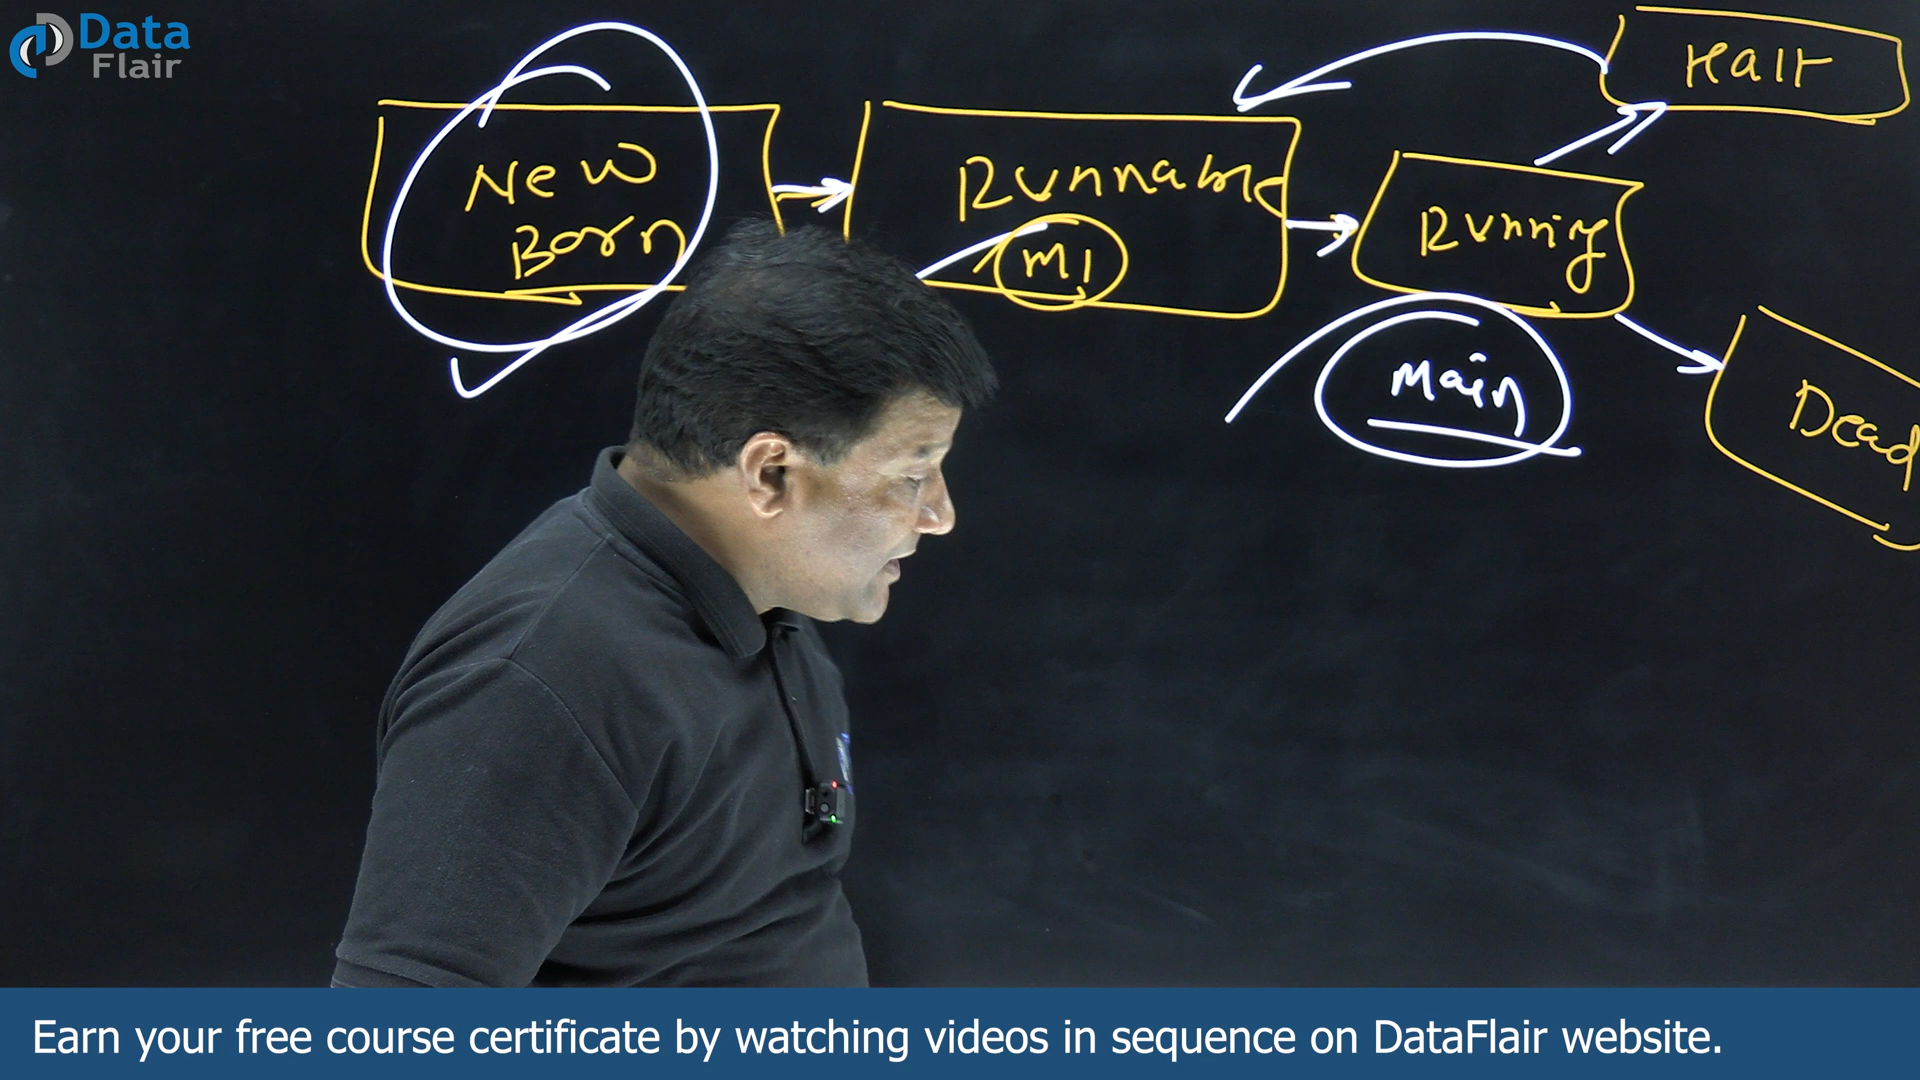 Data
Flair
New
Born
Runnable
M1
Running
Halt
Main
Dead
Earn your free course certificate by watching videos in sequence on DataFlair website.